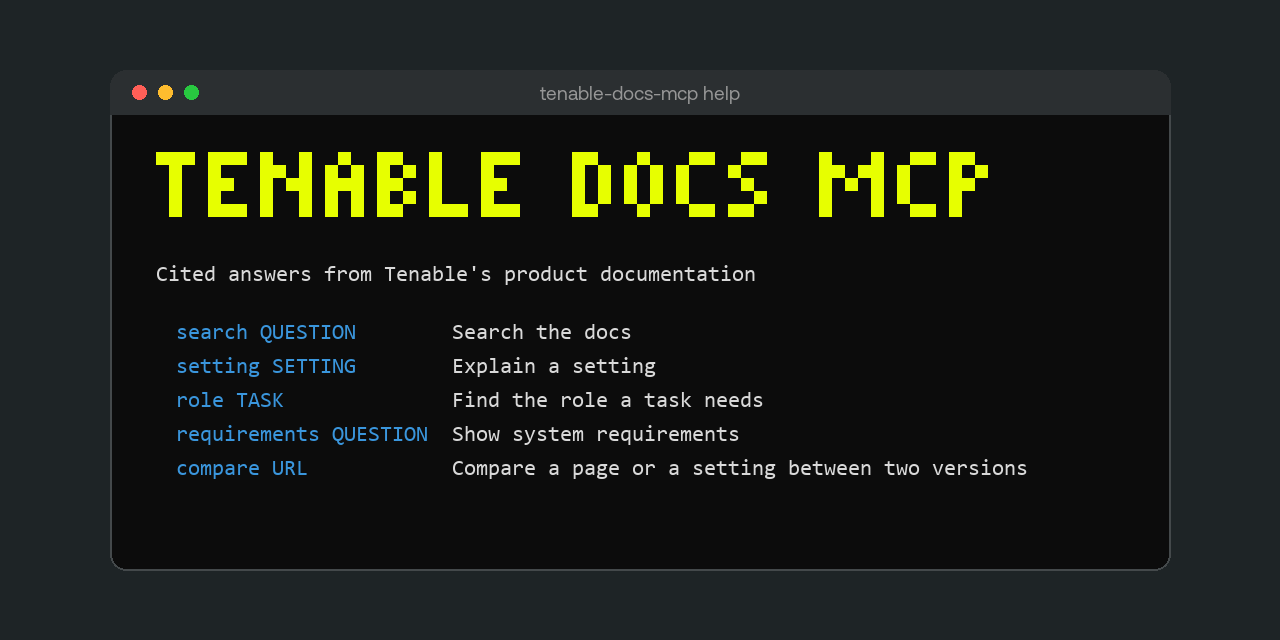 tenable-docs-mcp help
TENABLE DOCS MCP
Cited answers from Tenable's product documentation
search QUESTION Search the docs
setting SETTING Explain a setting
role TASK Find the role a task needs
requirements QUESTION Show system requirements
compare URL Compare a page or a setting between two versions